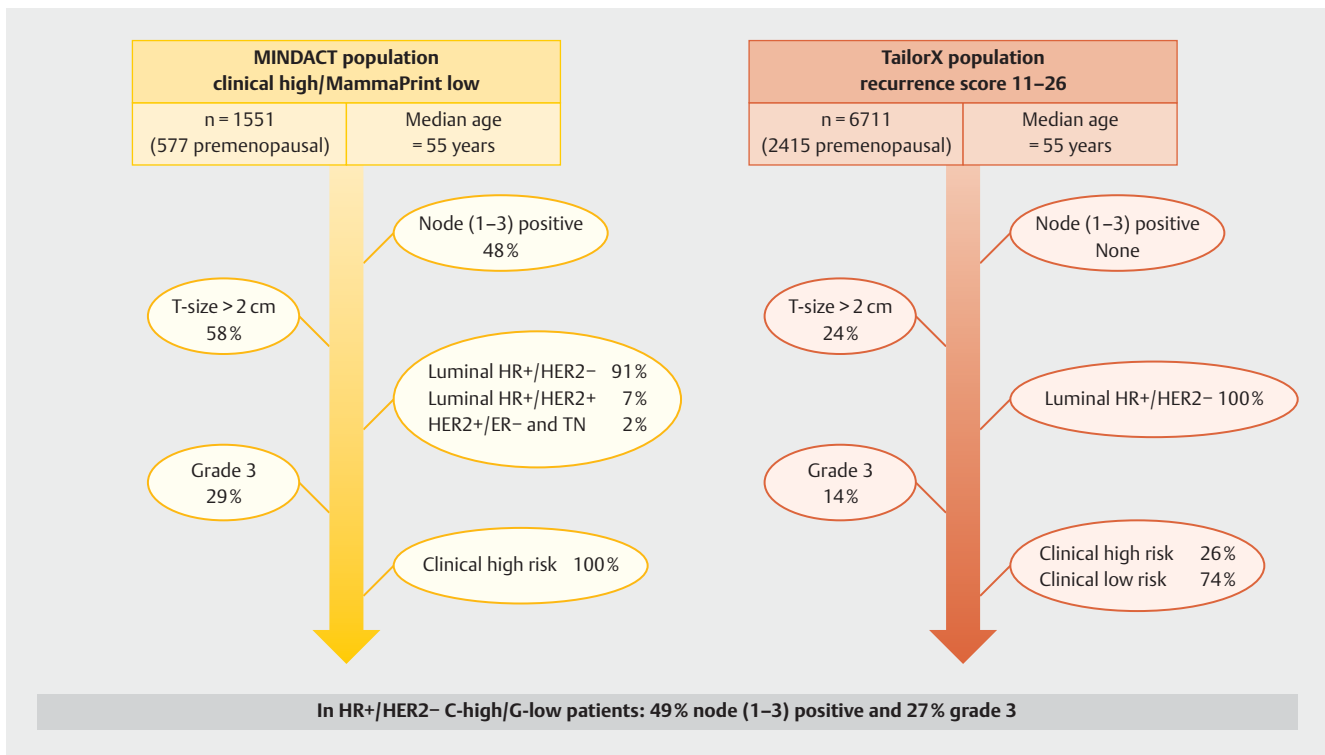 MINDACT population
clinical high/MammaPrint low
n = 1551
(577 premenopausal)
Median age
= 55 years
Node (1–3) positive
48 %
T-size > 2 cm
58 %
Luminal HR+/HER2− 91 %
Luminal HR+/HER2+ 7 %
HER2+/ER− and TN 2 %
Grade 3
29 %
Clinical high risk 100 %
TailorX population
recurrence score 11–26
n = 6711
(2415 premenopausal)
Median age
= 55 years
Node (1–3) positive
None
T-size > 2 cm
24 %
Luminal HR+/HER2− 100 %
Grade 3
14 %
Clinical high risk 26 %
Clinical low risk 74 %
In HR+/HER2− C-high/G-low patients: 49 % node (1–3) positive and 27 % grade 3